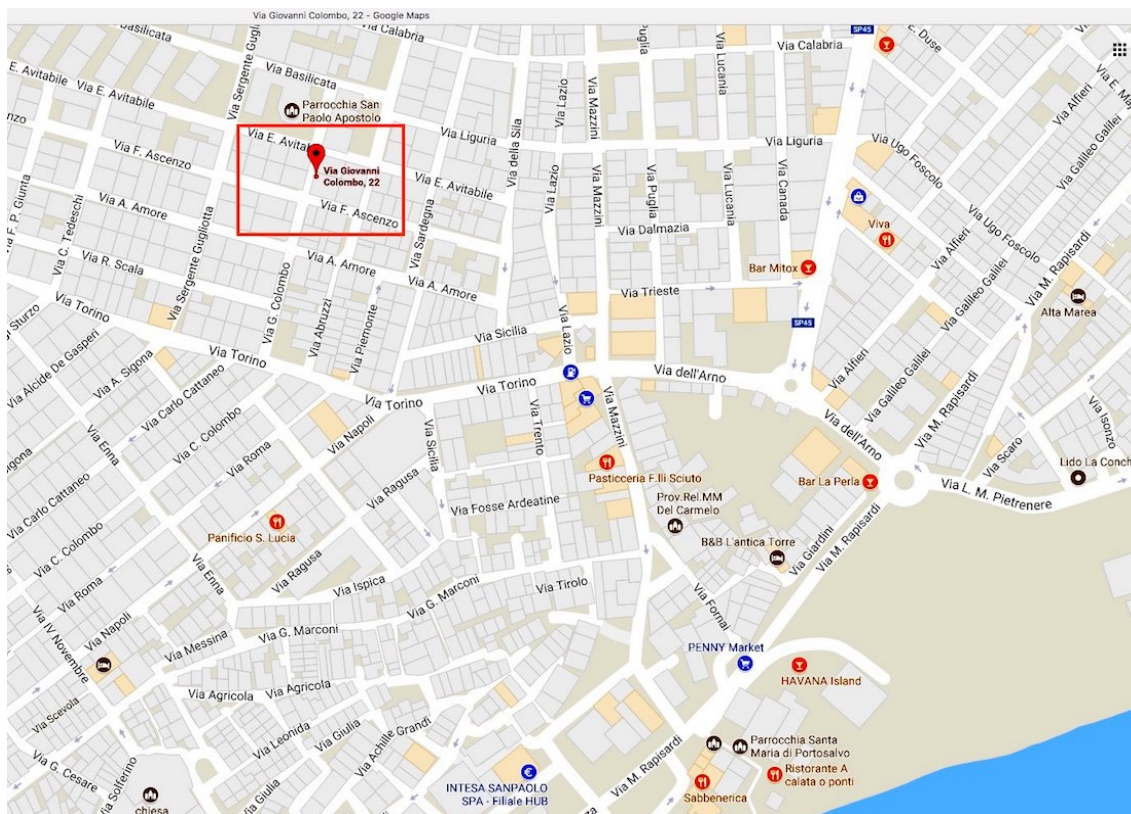 Via Giovanni Colombo, 22 - Google Maps
Basilicata
Via Sergente Gugli
Via Lazio
Puglia
Via Lucania
Via Calabria
Via Calabria
SP45
E. Duse
Via E. Avitabile
Via E. Avitabile
Via Basilicata
Via Mazzini
Via Alfieri
Via Galileo Galilei
Via E. Ma
enzo
Via F. Ascenzo
Parrocchia San
Paolo Apostolo
Via Liguria
Via della Sila
Via Liguria
Via Ugo Foscolo
Via E. Avitab
Via Giovanni
Colombo, 22
Via E. Avitabile
Via Lazio
Via Mazzini
Via Puglia
Via Lucania
Via Canada
Via F. P. Giunta
Via C. Tedeschi
Via A. Amore
Via Sergente Gugliotta
Via F. Ascenzo
Via Sardegna
Via Dalmazia
Viva
Via Alfieri
Via Ugo Foscolo
Via R. Scala
Via G. Colombo
Via A. Amore
Via A. Amore
Bar Mitox
Via Galileo Galilei
Via M. Rapisardi
Via Torino
Via Abruzzi
Via Piemonte
Via Trieste
Alta Marea
Di Sturzo
Via Alcide De Gasperi
Via A. Sigona
Via Torino
Via Sicilia
Via Lazio
SP45
Via Alfieri
Via Galileo Galilei
Via M. Rapisardi
Via Carlo Cattaneo
Via Torino
Via Torino
Via dell'Arno
Via Mazzini
Via C. Colombo
Via Napoli
Via Sicilia
Via Trento
Via dell'Arno
Via M. Rapisardi
Via Scaro
Via Isonzo
Sigona
Via Enna
Via Roma
Via Ragusa
Pasticceria F.lli Sciuto
Bar La Perla
Lido La Conch
Via L. M. Pietrenere
Via Carlo Cattaneo
Via C. Colombo
Panificio S. Lucia
Via Fosse Ardeatine
Prov.Rel.MM
Del Carmelo
B&B L'antica Torre
Via Giardini
Via M. Rapisardi
Via Roma
Via Enna
Via Ragusa
Via Ispica
Via G. Marconi
Via Tirolo
Via Fornai
Via Napoli
Via IV Novembre
Via Messina
Via G. Marconi
PENNY Market
HAVANA Island
Via Agricola
Via Agricola
Via Scevola
Via Leonida
Via Giulia
Via Achille Grandi
Via M. Rapisardi
Parrocchia Santa
Maria di Portosalvo
Via G. Cesare
Via Solferino
Via Giulia
INTESA SANPAOLO
SPA - Filiale HUB
Ristorante A
calata o ponti
Sabbenerica
chiesa